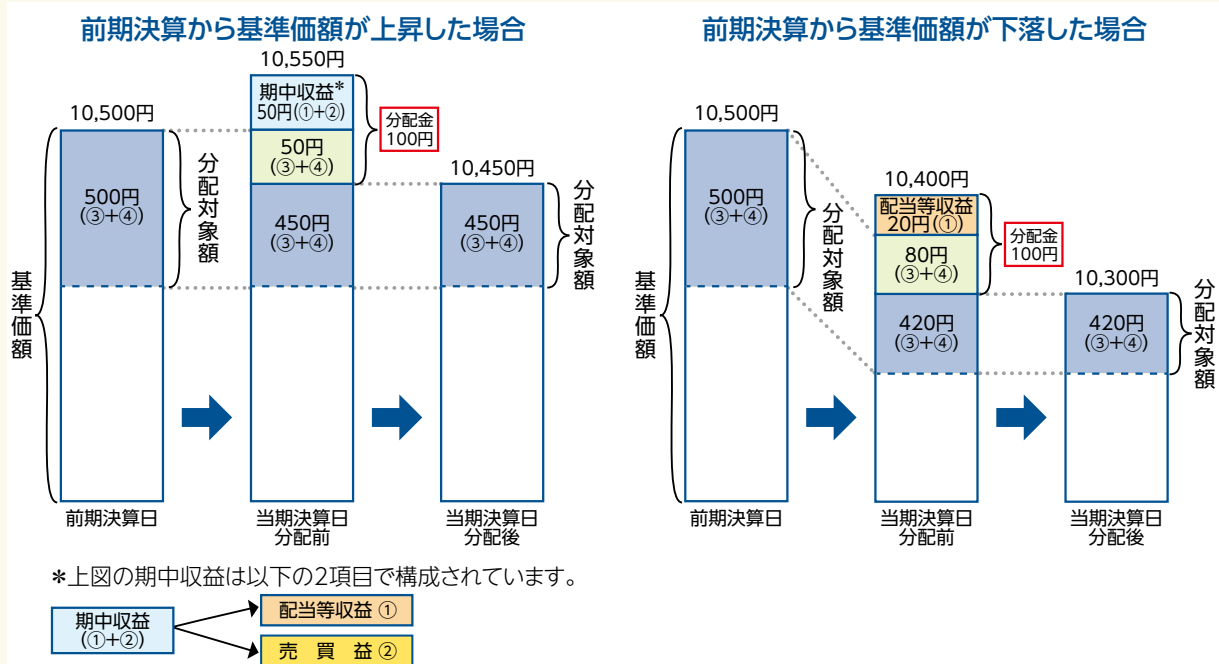 前期決算から基準価額が上昇した場合
10,500円
500円
(③+④)
分配対象額
基準価額
前期決算日
10,550円
期中収益*
50円(①+②)
50円
(③+④)
450円
(③+④)
分配金
100円
当期決算日
分配前
10,450円
450円
(③+④)
分配対象額
当期決算日
分配後
*上図の期中収益は以下の2項目で構成されています。
期中収益
(①+②)
配当等収益 ①
売 買 益 ②
前期決算から基準価額が下落した場合
10,500円
500円
(③+④)
分配対象額
基準価額
前期決算日
10,400円
配当等収益
20円(①)
80円
(③+④)
420円
(③+④)
分配金
100円
当期決算日
分配前
10,300円
420円
(③+④)
分配対象額
当期決算日
分配後